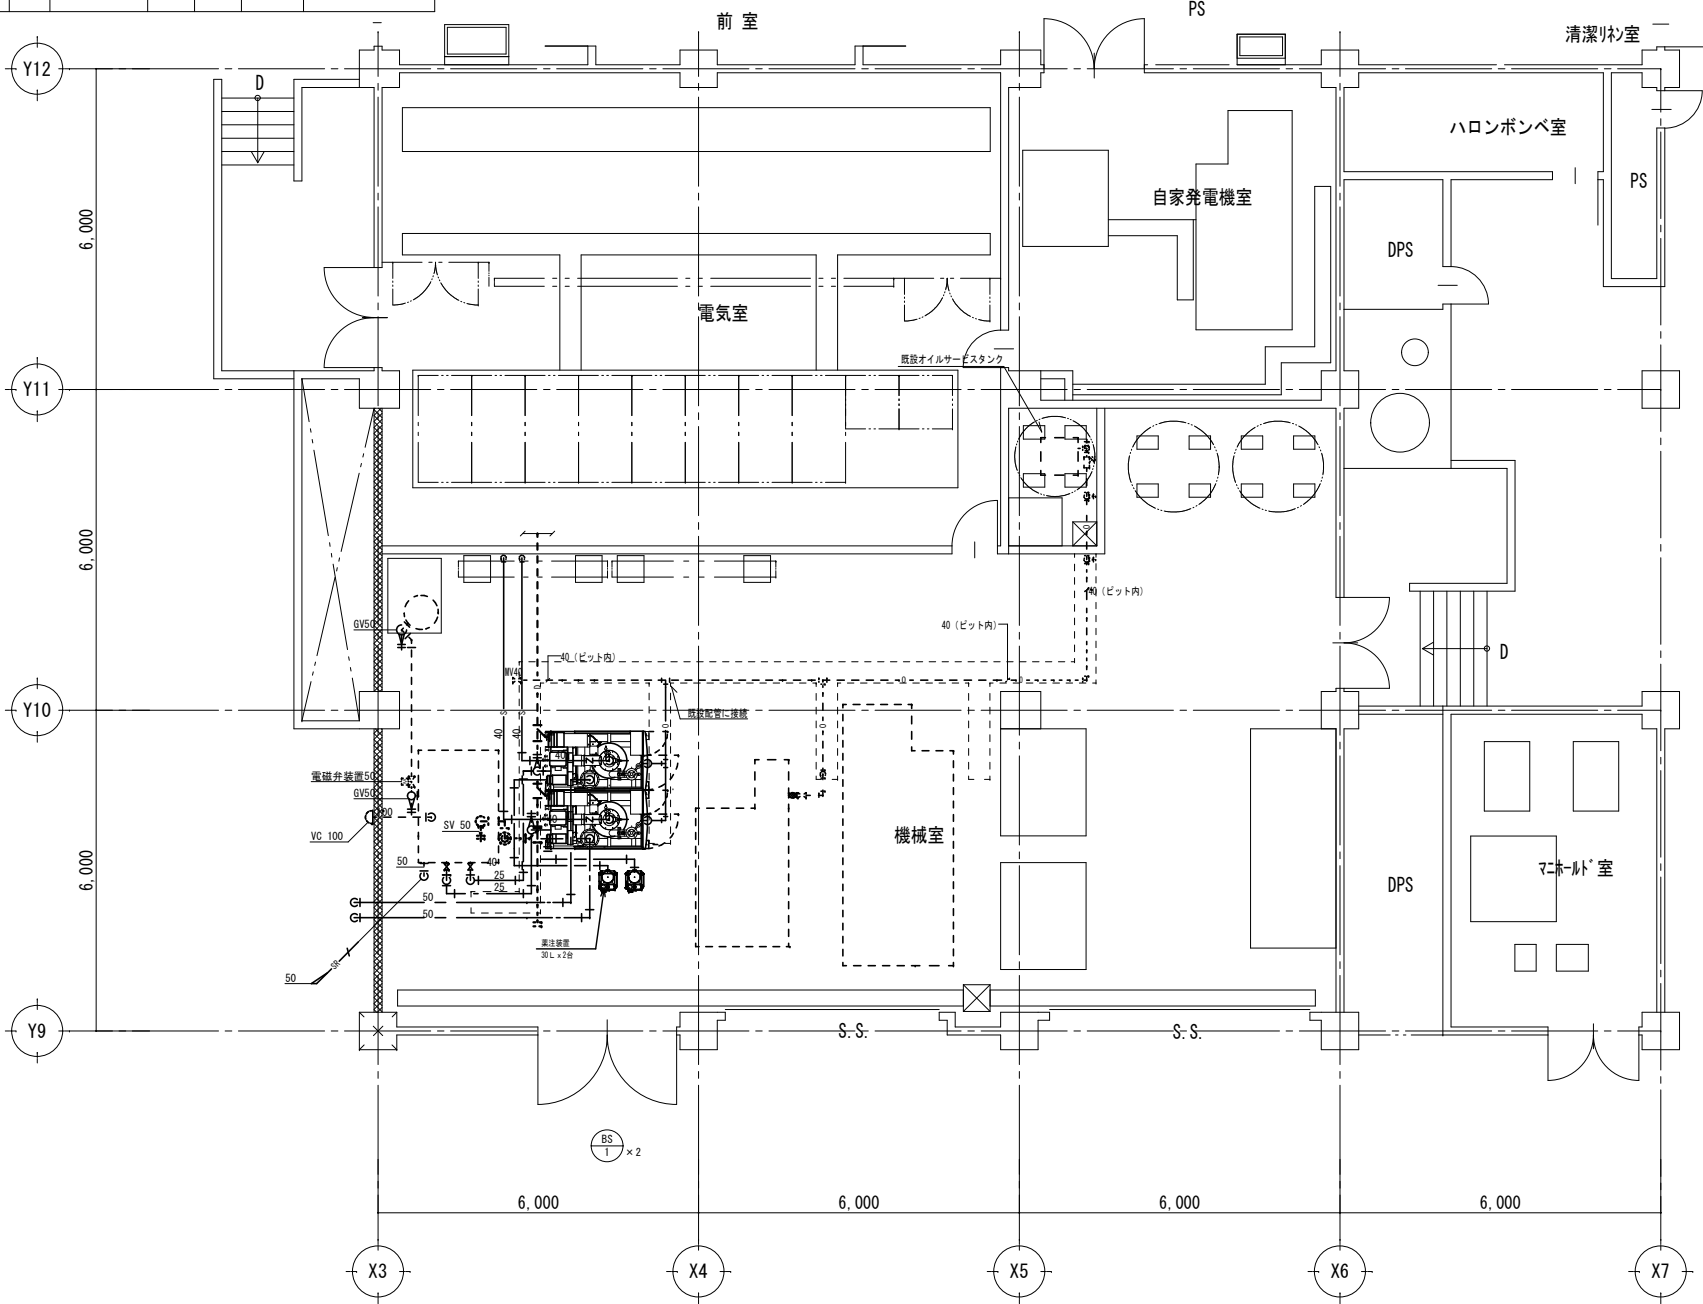 前 室
PS
清潔ﾘﾈﾝ室
Y12
D
ハロンボンベ室
自家発電機室
PS
6,000
DPS
電気室
既設オイルサービスタンク
Y11
6,000
40 (ピット内)
GV50
40 (ピット内)
40 (ピット内)
D
MV40
Y10
既設配管に接続
40
40
40
電磁弁装置50
GV50
100
VC 100
SV 50
機械室
6,000
50
40
25
25
DPS
ﾏﾆﾎｰﾙﾄﾞ室
50
50
薬注装置
30L x2台
SR
50
Y9
S.S.
S.S.
BS
1
×2
6,000
6,000
6,000
6,000
X3
X4
X5
X6
X7